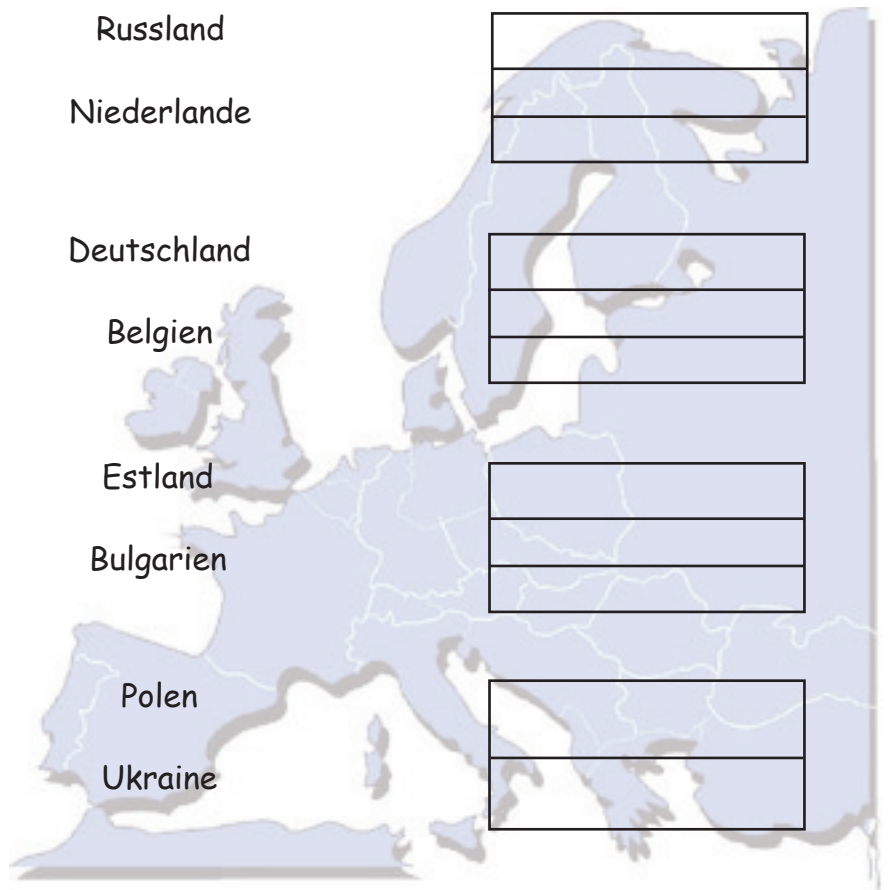 Russland
Niederlande
Deutschland
Belgien
Estland
Bulgarien
Polen
Ukraine